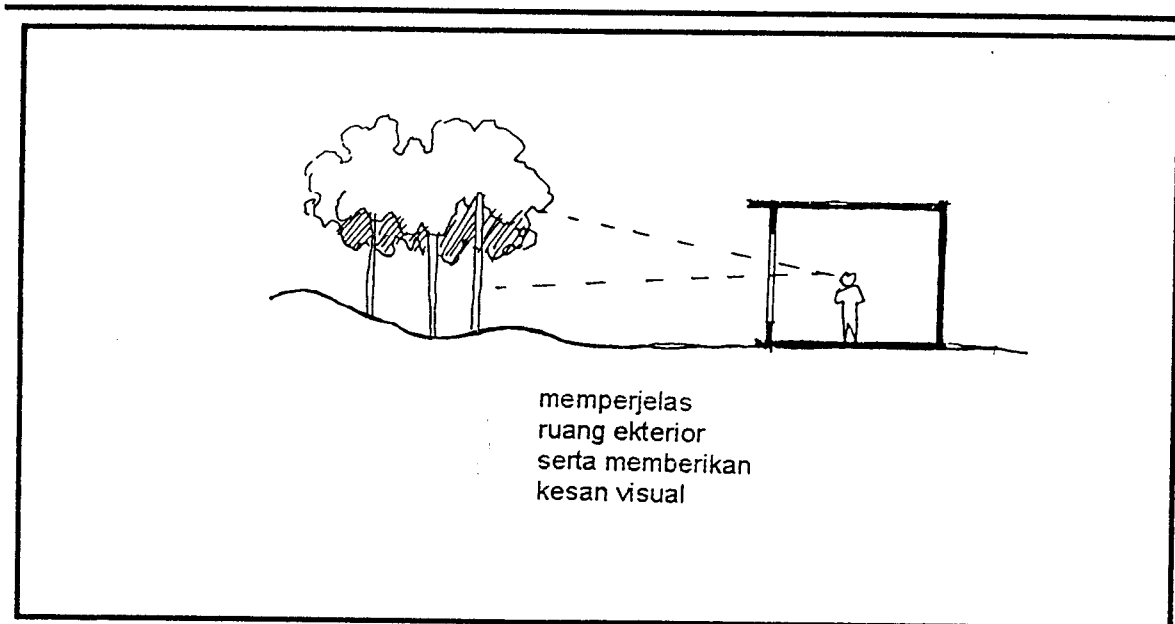 memperjelas
ruang ekterior
serta memberikan
kesan visual